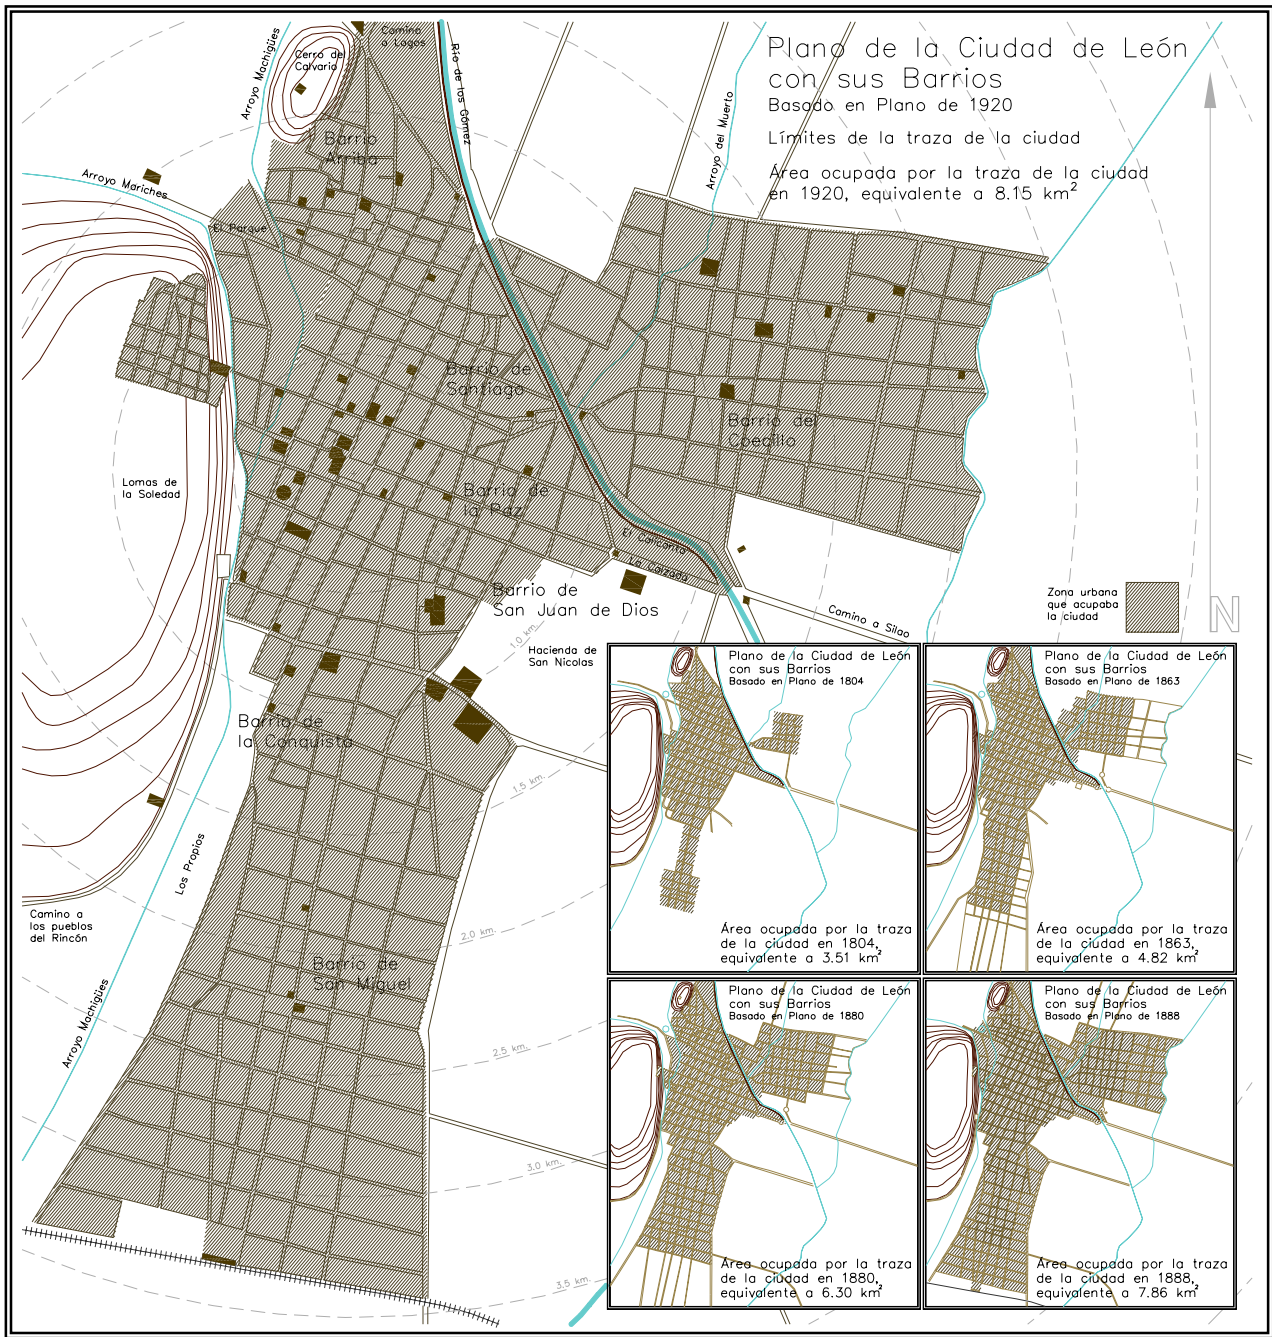 Plano de la Ciudad de León
con sus Barrios
Basado en Plano de 1920
Límites de la traza de la ciudad
Área ocupada por la traza de la ciudad
en 1920, equivalente a 8.15 km²
Camino
a Lagos
Cerro del
Calvario
Arroyo Machigües
Río de los Gómez
Arroyo del Muerto
Barrio
Arriba
Arroyo Mariches
El Parque
Barrio de
Santiago
Barrio del
Coecillo
Lomas de
la Soledad
Barrio de
la Paz
El Calicanto
La Calzada
Barrio de
San Juan de Dios
Camino a Silao
Zona urbana
que acupaba
la ciudad
N
1.0 km.
Hacienda de
San Nicolas
Barrio de
la Conquista
1.5 km.
Los Propios
Camino a
los pueblos
del Rincón
2.0 km.
Barrio de
San Miguel
Arroyo Machigües
2.5 km.
3.0 km.
3.5 km.
Plano de la Ciudad de León
con sus Barrios
Basado en Plano de 1804
Área ocupada por la traza
de la ciudad en 1804,
equivalente a 3.51 km²
Plano de la Ciudad de León
con sus Barrios
Basado en Plano de 1863
Área ocupada por la traza
de la ciudad en 1863,
equivalente a 4.82 km²
Plano de la Ciudad de León
con sus Barrios
Basado en Plano de 1880
Área ocupada por la traza
de la ciudad en 1880,
equivalente a 6.30 km²
Plano de la Ciudad de León
con sus Barrios
Basado en Plano de 1888
Área ocupada por la traza
de la ciudad en 1888,
equivalente a 7.86 km²